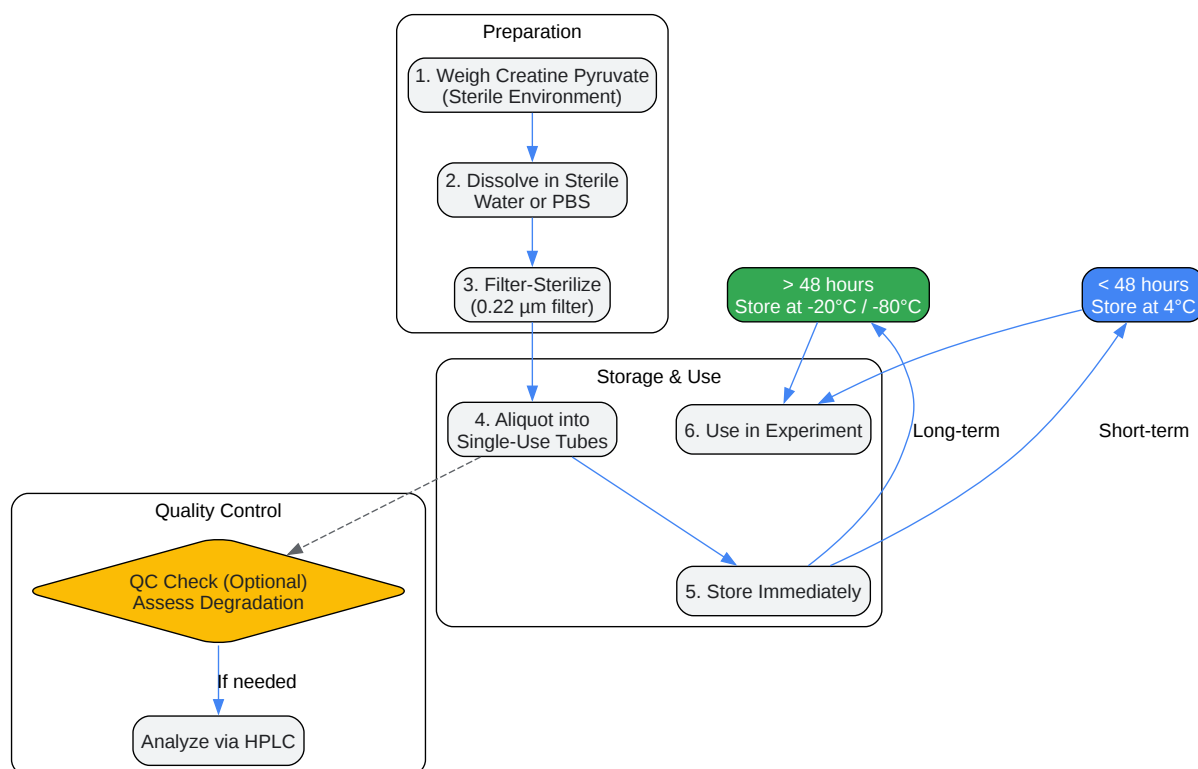 Preparation
1. Weigh Creatine Pyruvate
(Sterile Environment)
2. Dissolve in Sterile
Water or PBS
3. Filter-Sterilize
(0.22 µm filter)
> 48 hours
Store at -20°C / -80°C
< 48 hours
Store at 4°C
Storage & Use
4. Aliquot into
Single-Use Tubes
6. Use in Experiment
Long-term
Short-term
Quality Control
QC Check (Optional)
Assess Degradation
5. Store Immediately
If needed
Analyze via HPLC